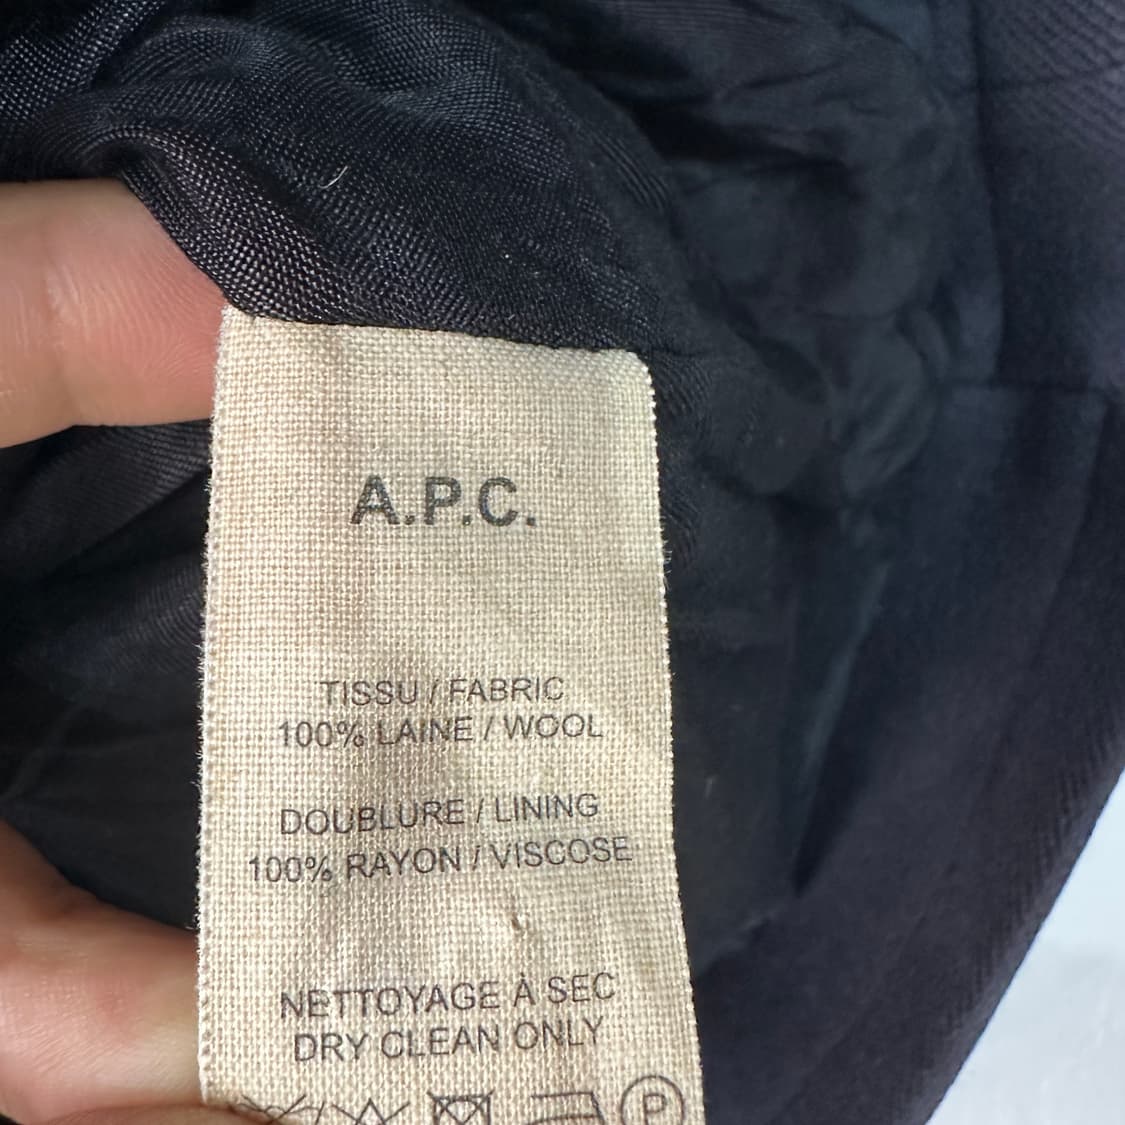 A.P.C.
TISSU / FABRIC
100% LAINE / WOOL
DOUBLURE / LINING
100% RAYON / VISCOSE
NETTOYAGE À SEC
DRY CLEAN ONLY
P